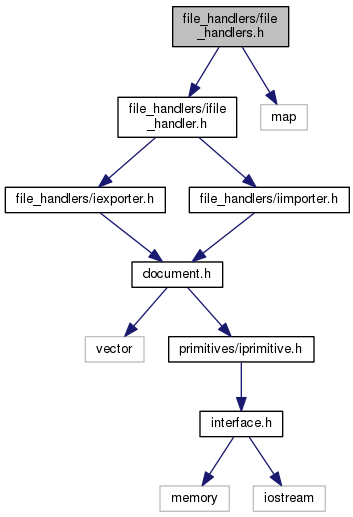 file_handlers/file
_handlers.h
file_handlers/ifile
_handler.h
map
file_handlers/iexporter.h
file_handlers/iimporter.h
document.h
vector
primitives/iprimitive.h
interface.h
memory
iostream